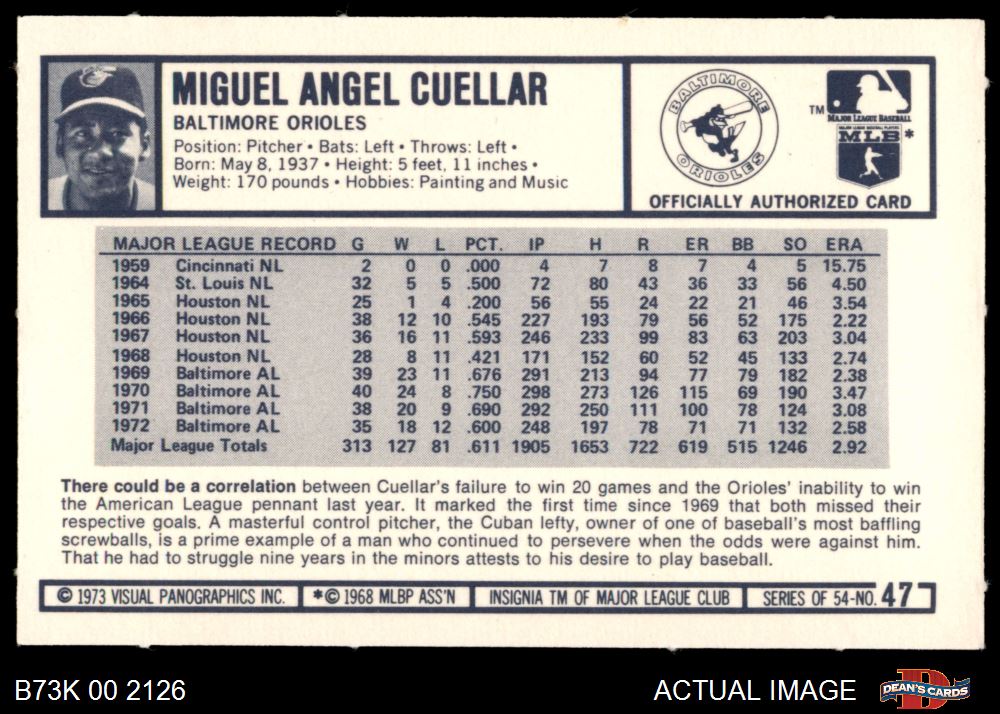 MIGUEL ANGEL CUELLAR
BALTIMORE ORIOLES
Position: Pitcher • Bats: Left • Throws: Left •
Born: May 8, 1937 • Height: 5 feet, 11 inches •
Weight: 170 pounds • Hobbies: Painting and Music
BALTIMORE
ORIOLES
TM
MAJOR LEAGUE BASEBALL
MAJOR LEAGUE BASEBALL PLAYERS
MLB *
OFFICIALLY AUTHORIZED CARD
MAJOR LEAGUE RECORD G W L PCT. IP H R ER BB SO ERA
1959 Cincinnati NL 2 0 0 .000 4 7 8 7 4 5 15.75
1964 St. Louis NL 32 5 5 .500 72 80 43 36 33 56 4.50
1965 Houston NL 25 1 4 .200 56 55 24 22 21 46 3.54
1966 Houston NL 38 12 10 .545 227 193 79 56 52 175 2.22
1967 Houston NL 36 16 11 .593 246 233 99 83 63 203 3.04
1968 Houston NL 28 8 11 .421 171 152 60 52 45 133 2.74
1969 Baltimore AL 39 23 11 .676 291 213 94 77 79 182 2.38
1970 Baltimore AL 40 24 8 .750 298 273 126 115 69 190 3.47
1971 Baltimore AL 38 20 9 .690 292 250 111 100 78 124 3.08
1972 Baltimore AL 35 18 12 .600 248 197 78 71 71 132 2.58
Major League Totals 313 127 81 .611 1905 1653 722 619 515 1246 2.92
There could be a correlation between Cuellar's failure to win 20 games and the Orioles' inability to win
the American League pennant last year. It marked the first time since 1969 that both missed their
respective goals. A masterful control pitcher, the Cuban lefty, owner of one of baseball's most baffling
screwballs, is a prime example of a man who continued to persevere when the odds were against him.
That he had to struggle nine years in the minors attests to his desire to play baseball.
© 1973 VISUAL PANOGRAPHICS INC. *© 1968 MLBP ASS'N INSIGNIA TM OF MAJOR LEAGUE CLUB SERIES OF 54-NO. 47
B73K 00 2126 ACTUAL IMAGE DEAN'S CARDS